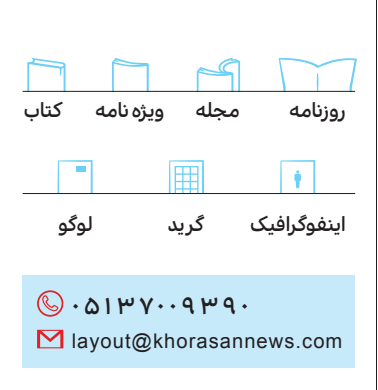 روزنامه مجله ویژه‌نامه کتاب
اینفوگرافیک گرید لوگو
۰۵۱۳۷۰۰۹۳۹۰
layout@khorasannews.com